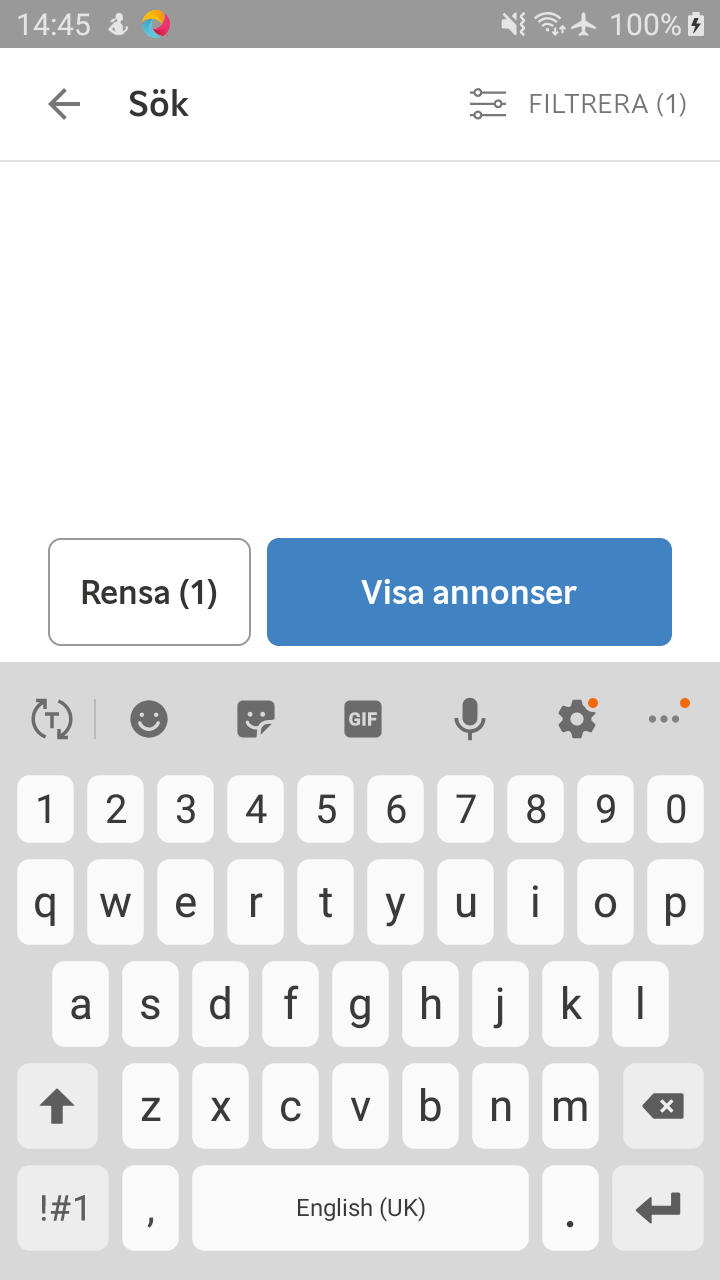 14:45 100%
Sök FILTRERA (1)
Rensa (1) Visa annonser
T GIF
1 2 3 4 5 6 7 8 9 0
q w e r t y u i o p
a s d f g h j k l
z x c v b n m
!#1 , English (UK) .